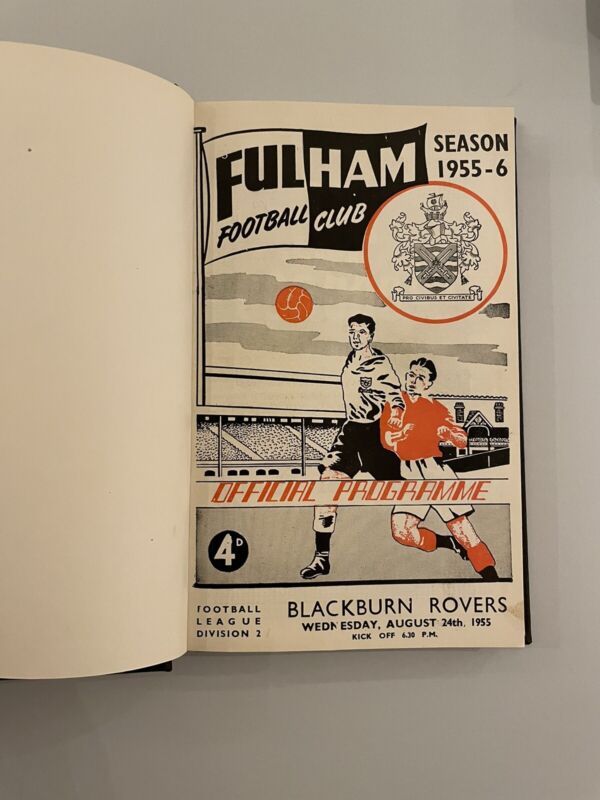 FULHAM
FOOTBALL CLUB
SEASON
1955-6
PRO CIVIBUS ET CIVITATE
OFFICIAL PROGRAMME
4D
FOOTBALL
LEAGUE
DIVISION 2
BLACKBURN ROVERS
WEDNESDAY, AUGUST 24th, 1955
KICK OFF 6.30 P.M.